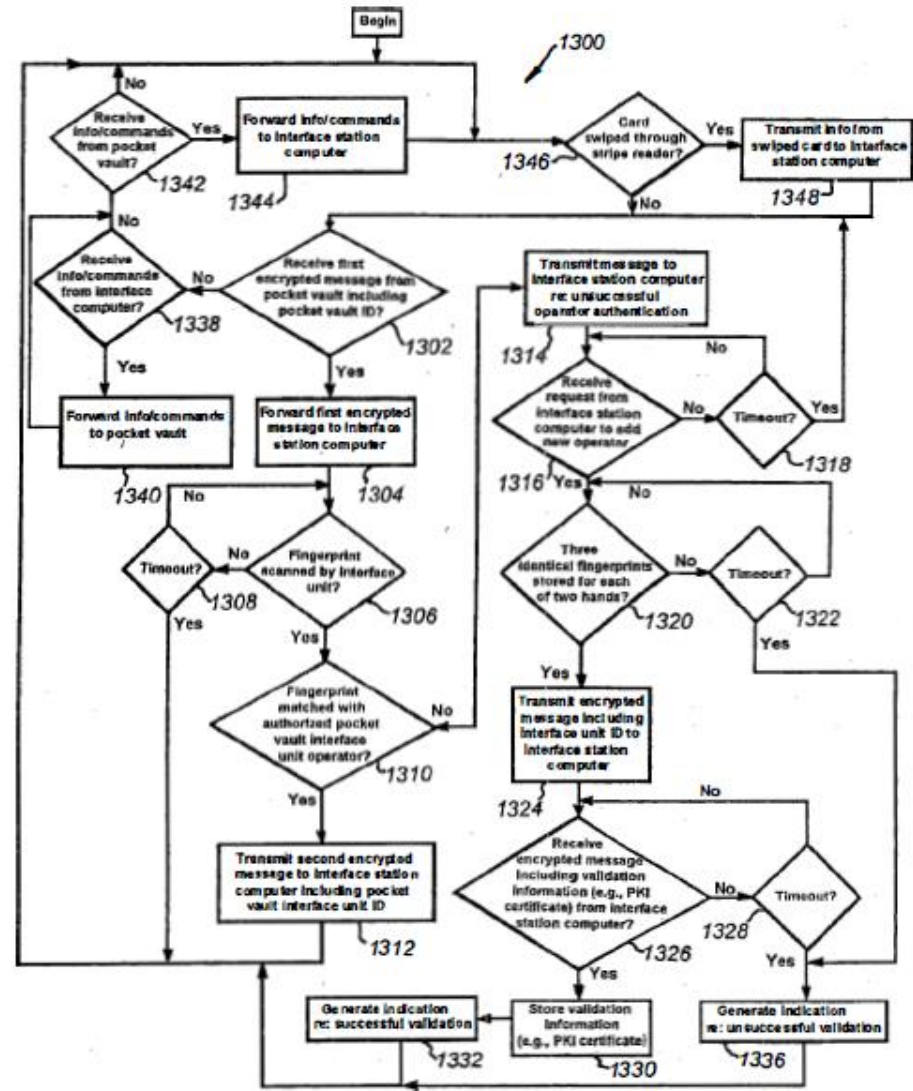 Begin
1300
No
Receive
info/commands
from pocket
vault?
1342
Yes
Forward info/commands
to interface station
computer
1344
Card
swiped through
stripe reader?
1346
Yes
Transmit info from
swiped card to interface
station computer
1348
No
No
Receive
info/commands
from interface
computer?
1338
No
Receive first
encrypted message from
pocket vault including
pocket vault ID?
1302
Yes
Forward info/commands
to pocket vault
1340
Yes
Forward first encrypted
message to interface
station computer
1304
No
Timeout?
1308
No
Fingerprint
scanned by interface
unit?
1306
Yes
Yes
Fingerprint
matched with
authorized pocket
vault interface
unit operator?
1310
No
Yes
Transmit second encrypted
message to interface station
computer including pocket
vault interface unit ID
1312
Transmit message to
interface station computer
re: unsuccessful
operator authentication
1314
No
Receive
request from
interface station
computer to add
new operator
1316
No
Timeout?
1318
Yes
Yes
No
Three
identical fingerprints
stored for each
of two hands?
1320
No
Timeout?
1322
Yes
Yes
Transmit encrypted
message including
interface unit ID to
interface station
computer
1324
No
Receive
encrypted message
including validation
information (e.g., PKI
certificate) from interface
station computer?
1326
No
Timeout?
1328
Yes
Yes
Generate indication
re: successful validation
1332
Store validation
information
(e.g., PKI certificate)
1330
Generate indication
re: unsuccessful validation
1336